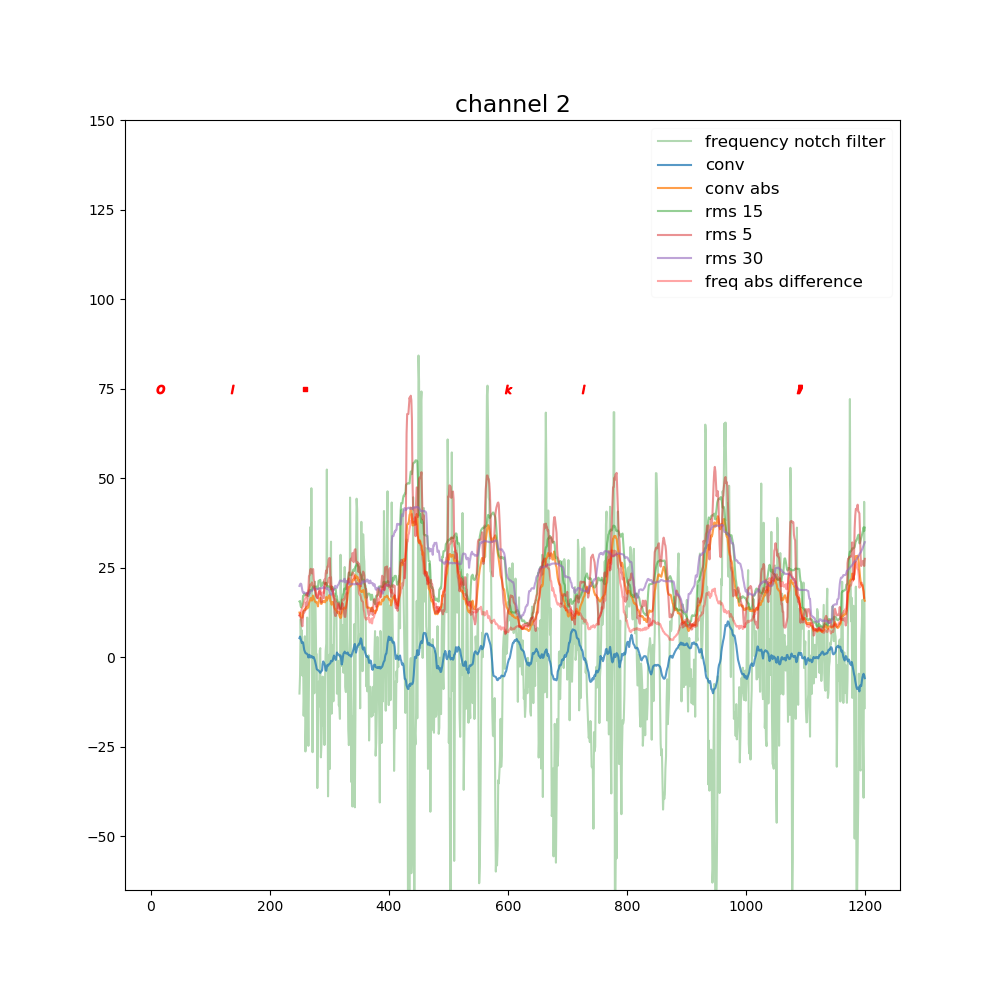 channel 2
150
125
100
75
50
25
0
−25
−50
frequency notch filter
conv
conv abs
rms 15
rms 5
rms 30
freq abs difference
o l . k l
0 200 400 600 800 1000 1200